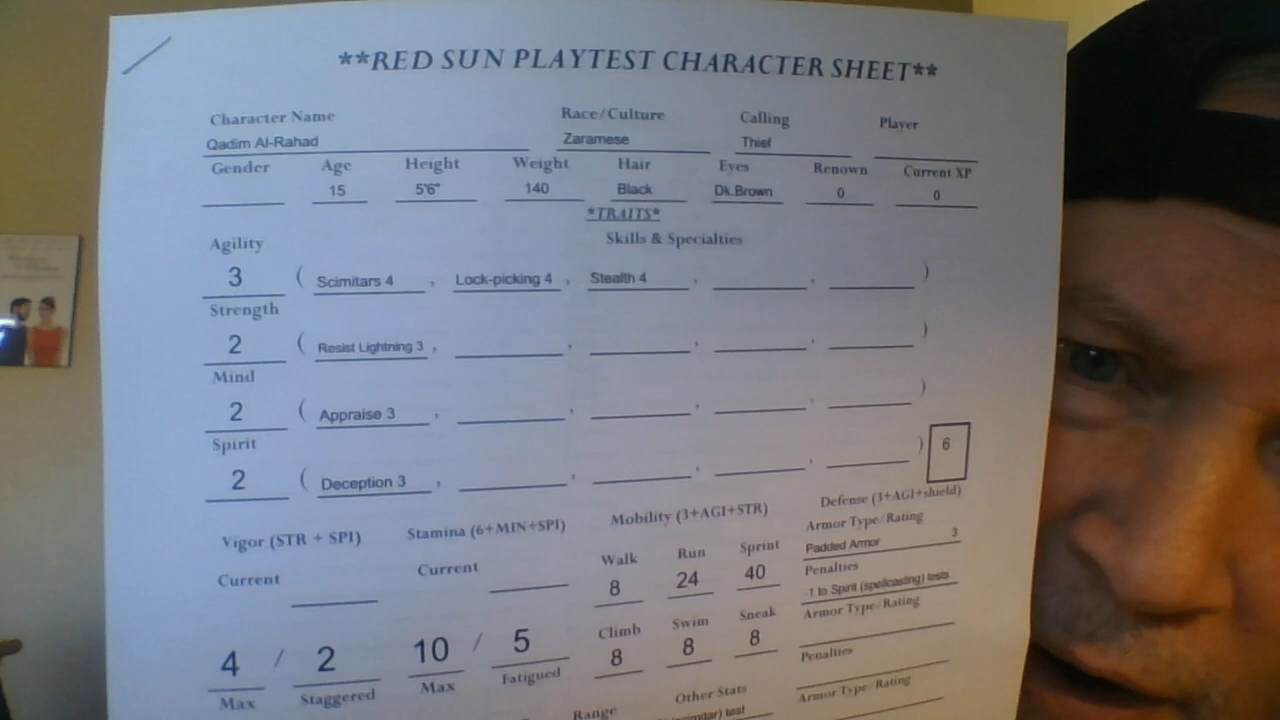 **RED SUN PLAYTEST CHARACTER SHEET**
Character Name Race/Culture Calling Player
Qadim Al-Rahad Zaramese Thief
Gender Age Height Weight Hair Eyes Renown Current XP
15 5'6" 140 Black Dk.Brown 0 0
*TRAITS*
Agility Skills & Specialties
3 ( Scimitars 4 , Lock-picking 4 , Stealth 4 , , )
Strength
2 ( Resist Lightning 3 , , , , )
Mind
2 ( Appraise 3 , , , , )
Spirit
2 ( Deception 3 , , , , ) 6
Vigor (STR + SPI) Stamina (6+MIN+SPI) Mobility (3+AGI+STR) Defense (3+AGI+shield)
Armor Type/Rating
Current Current Walk Run Sprint Padded Armor 3
8 24 40 Penalties
-1 to Spirit (spellcasting) tests
Climb Swim Sneak Armor Type/Rating
4 / 2 10 / 5 8 8 8
Max Staggered Max Fatigued Penalties
Range Other Stats Armor Type/Rating
test